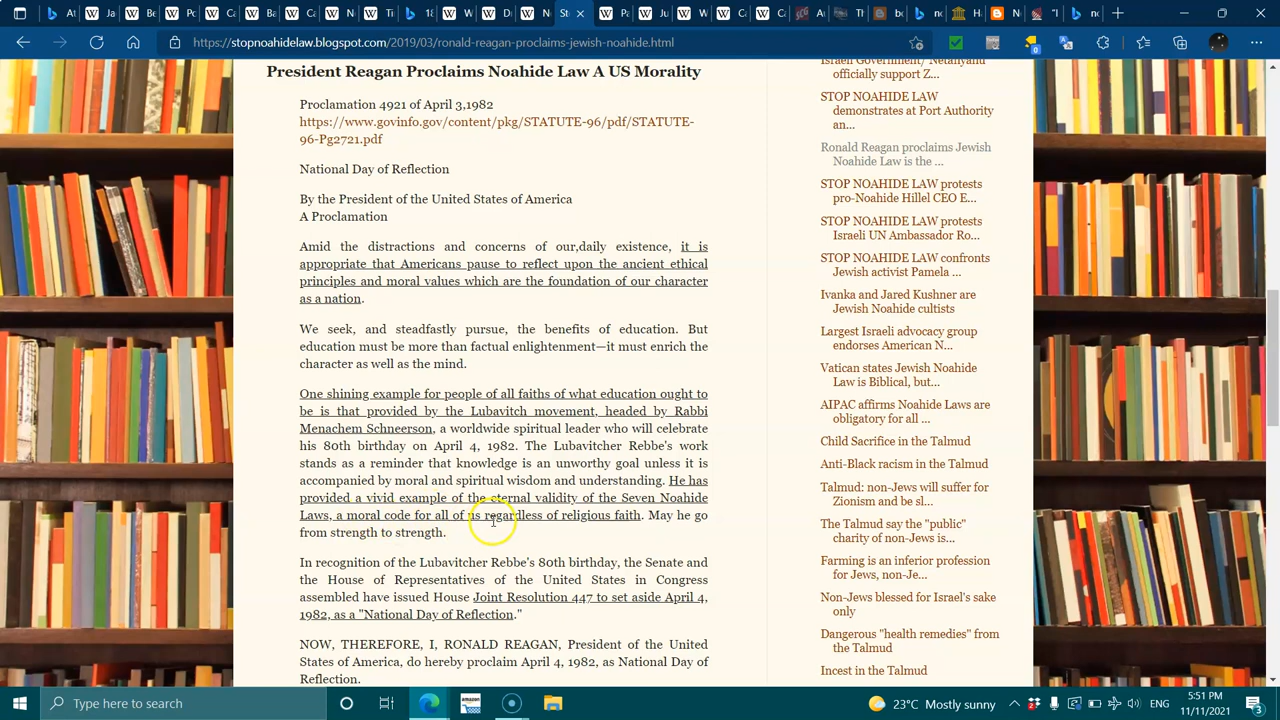 18
https://stopnoahidelaw.blogspot.com/2019/03/ronald-reagan-proclaims-jewish-noahide.html
President Reagan Proclaims Noahide Law A US Morality
Proclamation 4921 of April 3,1982
https://www.govinfo.gov/content/pkg/STATUTE-96/pdf/STATUTE-
96-Pg2721.pdf
National Day of Reflection
By the President of the United States of America
A Proclamation
Amid the distractions and concerns of our,daily existence, it is
appropriate that Americans pause to reflect upon the ancient ethical
principles and moral values which are the foundation of our character
as a nation.
We seek, and steadfastly pursue, the benefits of education. But
education must be more than factual enlightenment—it must enrich the
character as well as the mind.
One shining example for people of all faiths of what education ought to
be is that provided by the Lubavitch movement, headed by Rabbi
Menachem Schneerson, a worldwide spiritual leader who will celebrate
his 80th birthday on April 4, 1982. The Lubavitcher Rebbe's work
stands as a reminder that knowledge is an unworthy goal unless it is
accompanied by moral and spiritual wisdom and understanding. He has
provided a vivid example of the eternal validity of the Seven Noahide
Laws, a moral code for all of us regardless of religious faith. May he go
from strength to strength.
In recognition of the Lubavitcher Rebbe's 80th birthday, the Senate and
the House of Representatives of the United States in Congress
assembled have issued House Joint Resolution 447 to set aside April 4,
1982, as a "National Day of Reflection."
NOW, THEREFORE, I, RONALD REAGAN, President of the United
States of America, do hereby proclaim April 4, 1982, as National Day of
Reflection.
Israeli Government/ Netanyahu
officially support Z...
STOP NOAHIDE LAW
demonstrates at Port Authority
an...
Ronald Reagan proclaims Jewish
Noahide Law is the ...
STOP NOAHIDE LAW protests
pro-Noahide Hillel CEO E...
STOP NOAHIDE LAW protests
Israeli UN Ambassador Ro...
STOP NOAHIDE LAW confronts
Jewish activist Pamela ...
Ivanka and Jared Kushner are
Jewish Noahide cultists
Largest Israeli advocacy group
endorses American N...
Vatican states Jewish Noahide
Law is Biblical, but...
AIPAC affirms Noahide Laws are
obligatory for all ...
Child Sacrifice in the Talmud
Anti-Black racism in the Talmud
Talmud: non-Jews will suffer for
Zionism and be sl...
The Talmud say the "public"
charity of non-Jews is...
Farming is an inferior profession
for Jews, non-Je...
Non-Jews blessed for Israel's sake
only
Dangerous "health remedies" from
the Talmud
Incest in the Talmud
Type here to search
amazon
23°C Mostly sunny
ENG
5:51 PM
11/11/2021